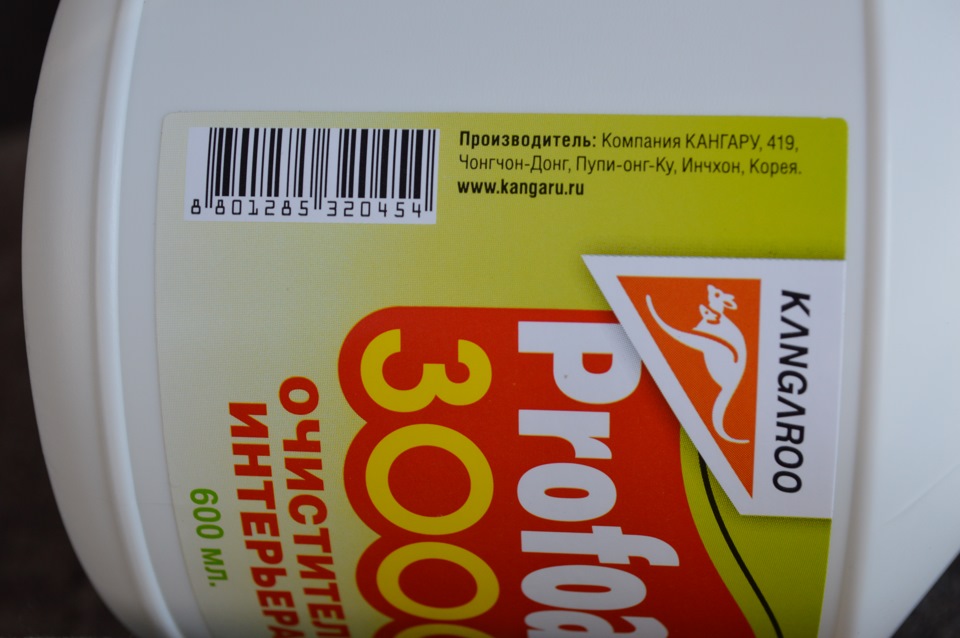 Производитель: Компания КАНГАРУ, 419,
Чонгчон-Донг, Пупи-онг-Ку, Инчхон, Корея.
www.kangaru.ru
8 801285 320454
KANGAROO
Profoa
3000
ОЧИСТИТЕЛ
ИНТЕРЬЕРА
600 мл.